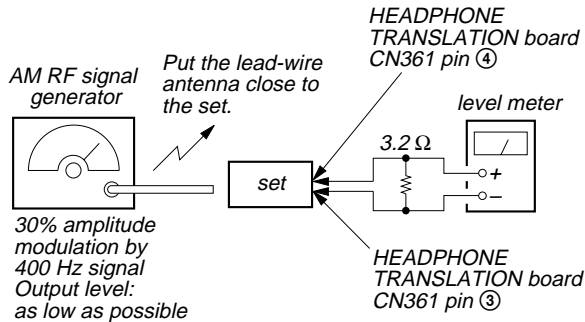 HEADPHONE
TRANSLATION board
CN361 pin ④
AM RF signal
generator
Put the lead-wire
antenna close to
the set.
level meter
3.2 Ω
set
+
−
30% amplitude
modulation by
400 Hz signal
Output level:
as low as possible
HEADPHONE
TRANSLATION board
CN361 pin ③